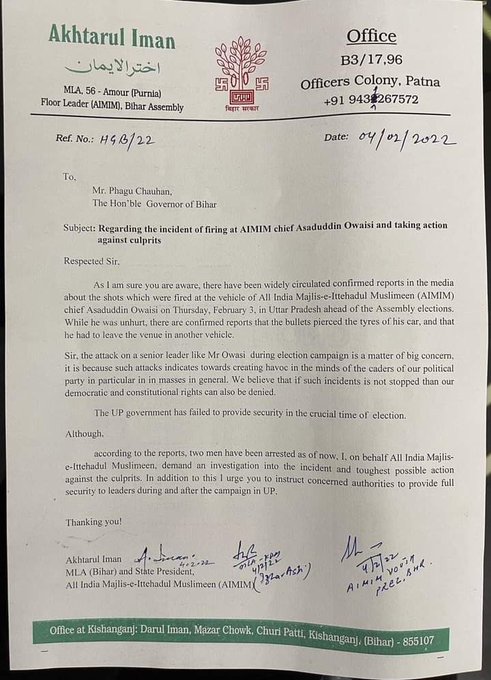 Akhtarul Iman
اختر الایمان
MLA, 56 - Amour (Purnia)
Floor Leader (AIMIM), Bihar Assembly
बिहार सरकार
Office
B3/17,96
Officers Colony, Patna
Ref. No.: HGB/22
Date: 04/02/2022
To,
Mr. Phagu Chauhan,
The Hon'ble Governor of Bihar
Subject: Regarding the incident of firing at AIMIM chief Asaduddin Owaisi and taking action
against culprits
Respected Sir.
As I am sure you are aware, there have been widely circulated confirmed reports in the media
about the shots which were fired at the vehicle of All India Majlis-e-Ittehadul Muslimeen (AIMIM)
chief Asaduddin Owaisi on Thursday, February 3, in Uttar Pradesh ahead of the Assembly elections.
While he was unhurt, there are confirmed reports that the bullets pierced the tyres of his car, and that
he had to leave the venue in another vehicle.
Sir, the attack on a senior leader like Mr Owasi during election campaign is a matter of big concern,
it is because such attacks indicates towards creating havoc in the minds of the caders of our political
party in particular in in masses in general. We believe that if such incidents is not stopped than our
democratic and constitutional rights can also be denied.
The UP government has failed to provide security in the crucial time of election.
Although,
according to the reports, two men have been arrested as of now, I, on behalf All India Majlis-
e-Ittehadul Muslimeen, demand an investigation into the incident and toughest possible action
against the culprits. In addition to this I urge you to instruct concerned authorities to provide full
security to leaders during and after the campaign in UP.
Thanking you!
Akhtarul Iman
4.2.22
MLA (Bihar) and State President,
All India Majlis-e-Ittehadul Muslimeen (AIMIM)
4/2/22
(Izhar Asfi)
4/2/22
AIMIM YOUTH
PREC. BHR.
Office at Kishanganj: Darul Iman, Mazar Chowk, Churi Patti, Kishanganj, (Bihar) - 855107